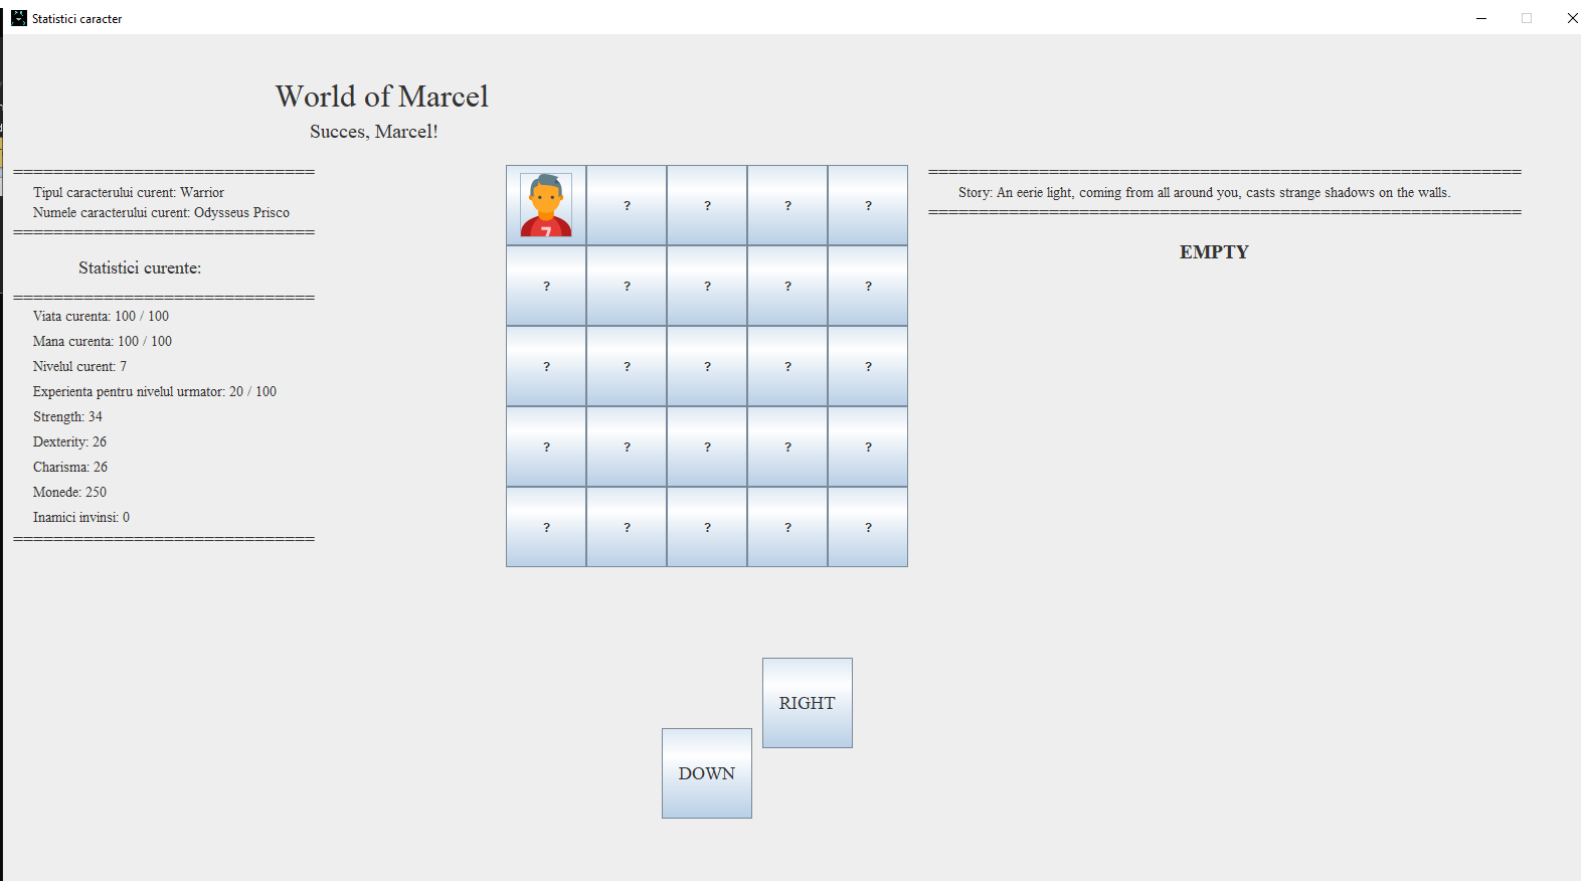 Statistici caracter
World of Marcel
Succes, Marcel!
==============================
Tipul caracterului curent: Warrior
Numele caracterului curent: Odysseus Prisco
==============================
Statistici curente:
==============================
Viata curenta: 100 / 100
Mana curenta: 100 / 100
Nivelul curent: 7
Experienta pentru nivelul urmator: 20 / 100
Strength: 34
Dexterity: 26
Charisma: 26
Monede: 250
Inamici invinsi: 0
==============================
7 ? ? ? ?
? ? ? ? ?
? ? ? ? ?
? ? ? ? ?
? ? ? ? ?
===========================================================
Story: An eerie light, coming from all around you, casts strange shadows on the walls.
===========================================================
EMPTY
RIGHT
DOWN